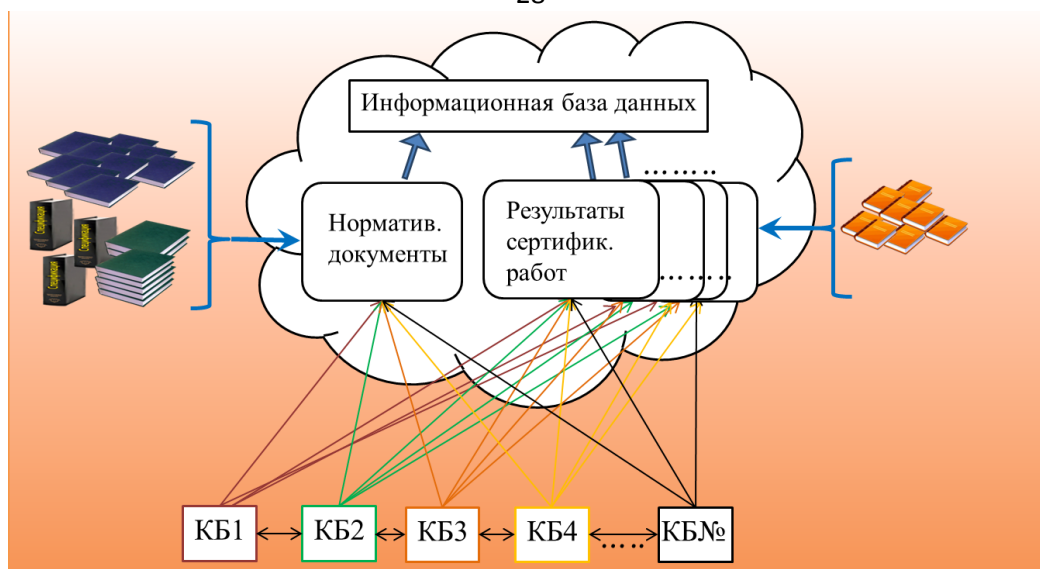 Информационная база данных
……..
Норматив.
документы
Результаты
сертифик.
работ
……..
КБ1
КБ2
КБ3
КБ4
…..
КБ№